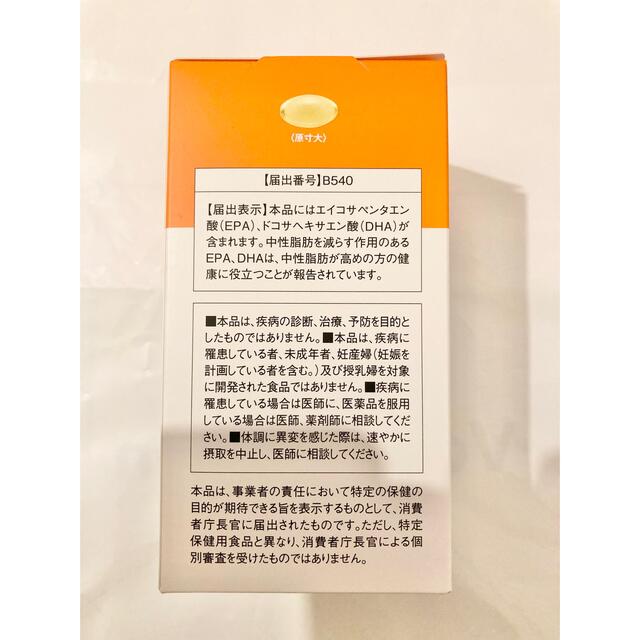 〈原寸大〉
【届出番号】B540
【届出表示】本品にはエイコサペンタエン
酸(EPA)、ドコサヘキサエン酸(DHA)が
含まれます。中性脂肪を減らす作用のある
EPA、DHAは、中性脂肪が高めの方の健
康に役立つことが報告されています。
■本品は、疾病の診断、治療、予防を目的と
したものではありません。■本品は、疾病に
罹患している者、未成年者、妊産婦(妊娠を
計画している者を含む。)及び授乳婦を対象
に開発された食品ではありません。■疾病に
罹患している場合は医師に、医薬品を服用
している場合は医師、薬剤師に相談してくだ
さい。■体調に異変を感じた際は、速やかに
摂取を中止し、医師に相談してください。
本品は、事業者の責任において特定の保健の
目的が期待できる旨を表示するものとして、消費
者庁長官に届出されたものです。ただし、特定
保健用食品と異なり、消費者庁長官による個
別審査を受けたものではありません。